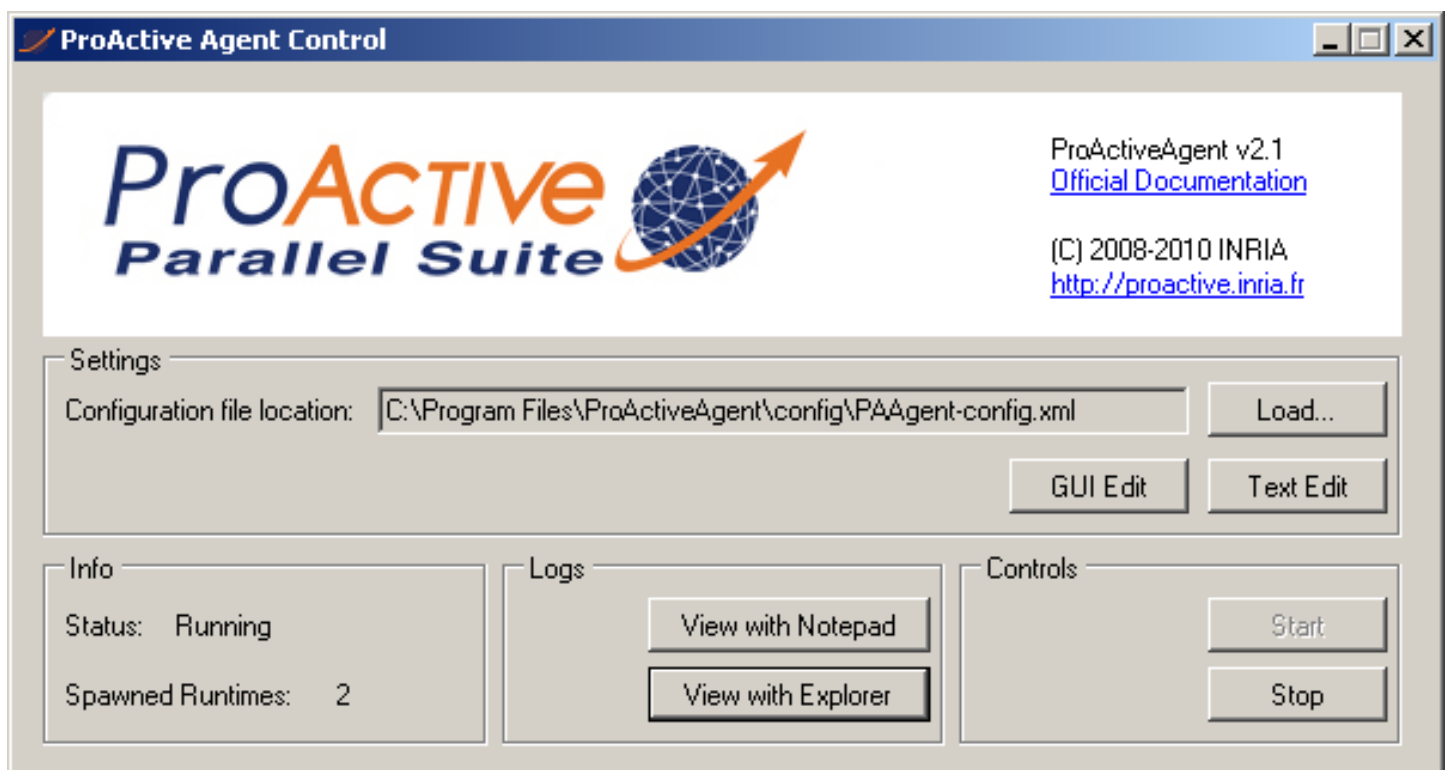 ProActive Agent Control
ProActive
Parallel Suite
ProActiveAgent v2.1
Official Documentation
(C) 2008-2010 INRIA
http://proactive.inria.fr
Settings
Configuration file location: C:\Program Files\ProActiveAgent\config\PAAgent-config.xml Load...
GUI Edit Text Edit
Info
Status: Running
Spawned Runtimes: 2
Logs
View with Notepad
View with Explorer
Controls
Start
Stop